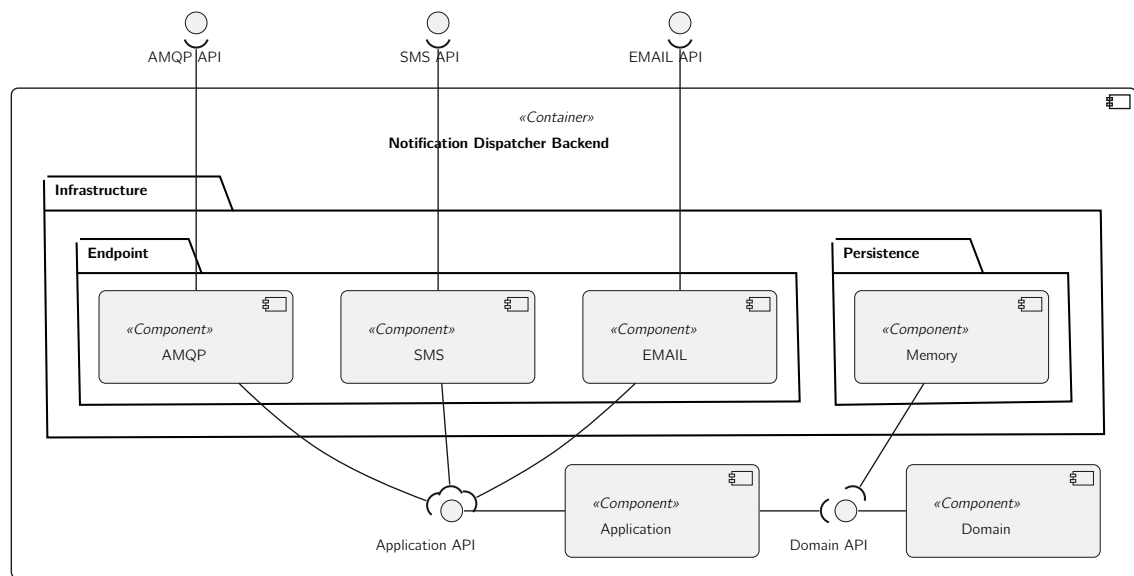 AMQP API
SMS API
EMAIL API
«Container»
Notification Dispatcher Backend
Infrastructure
Endpoint
Persistence
«Component»
AMQP
«Component»
SMS
«Component»
EMAIL
«Component»
Memory
«Component»
Application
«Component»
Domain
Application API
Domain API